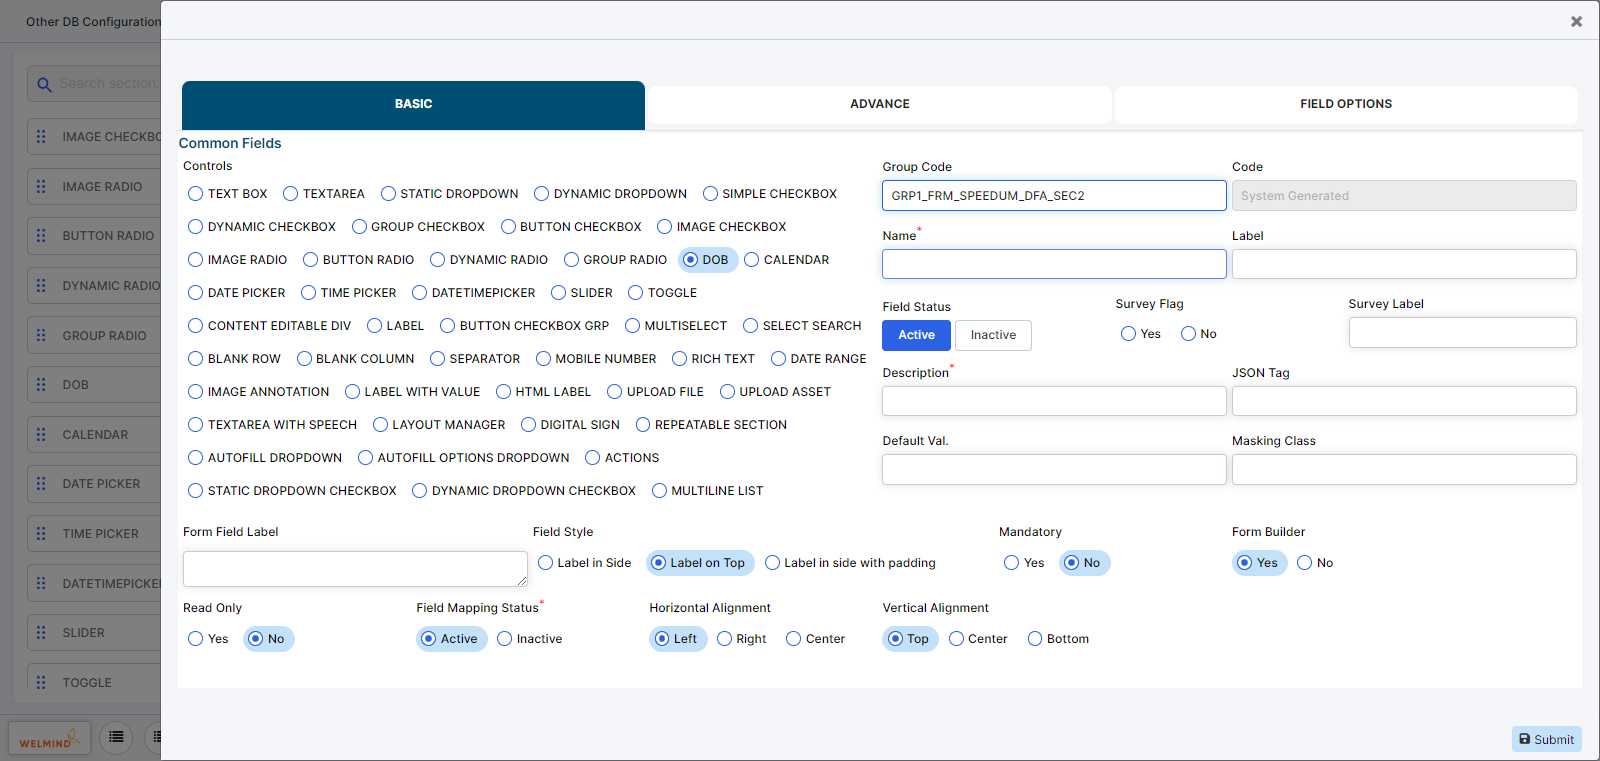 Other DB Configuration
Search section
IMAGE CHECKBO
IMAGE RADIO
BUTTON RADIO
DYNAMIC RADIO
GROUP RADIO
DOB
CALENDAR
DATE PICKER
TIME PICKER
DATETIMEPICKE
SLIDER
TOGGLE
WELMIND
BASIC ADVANCE FIELD OPTIONS
Common Fields
Controls
TEXT BOX TEXTAREA STATIC DROPDOWN DYNAMIC DROPDOWN SIMPLE CHECKBOX
DYNAMIC CHECKBOX GROUP CHECKBOX BUTTON CHECKBOX IMAGE CHECKBOX
IMAGE RADIO BUTTON RADIO DYNAMIC RADIO GROUP RADIO DOB CALENDAR
DATE PICKER TIME PICKER DATETIMEPICKER SLIDER TOGGLE
CONTENT EDITABLE DIV LABEL BUTTON CHECKBOX GRP MULTISELECT SELECT SEARCH
BLANK ROW BLANK COLUMN SEPARATOR MOBILE NUMBER RICH TEXT DATE RANGE
IMAGE ANNOTATION LABEL WITH VALUE HTML LABEL UPLOAD FILE UPLOAD ASSET
TEXTAREA WITH SPEECH LAYOUT MANAGER DIGITAL SIGN REPEATABLE SECTION
AUTOFILL DROPDOWN AUTOFILL OPTIONS DROPDOWN ACTIONS
STATIC DROPDOWN CHECKBOX DYNAMIC DROPDOWN CHECKBOX MULTILINE LIST
Group Code Code
GRP1_FRM_SPEEDUM_DFA_SEC2 System Generated
Name* Label
Field Status Survey Flag Survey Label
Active Inactive Yes No
Description* JSON Tag
Default Val. Masking Class
Form Field Label Field Style Mandatory Form Builder
Label in Side Label on Top Label in side with padding Yes No Yes No
Read Only Field Mapping Status* Horizontal Alignment Vertical Alignment
Yes No Active Inactive Left Right Center Top Center Bottom
Submit